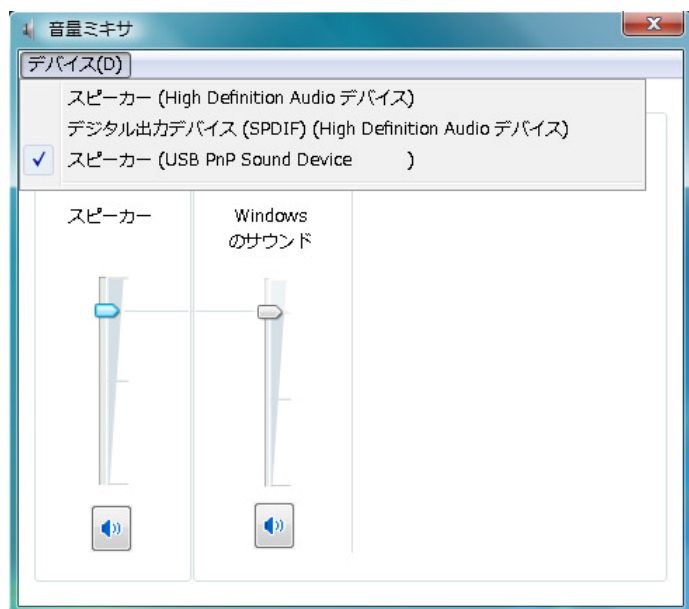 音量ミキサ
デバイス(D)
スピーカー (High Definition Audio デバイス)
デジタル出力デバイス (SPDIF) (High Definition Audio デバイス)
スピーカー (USB PnP Sound Device )
スピーカー
Windows
のサウンド